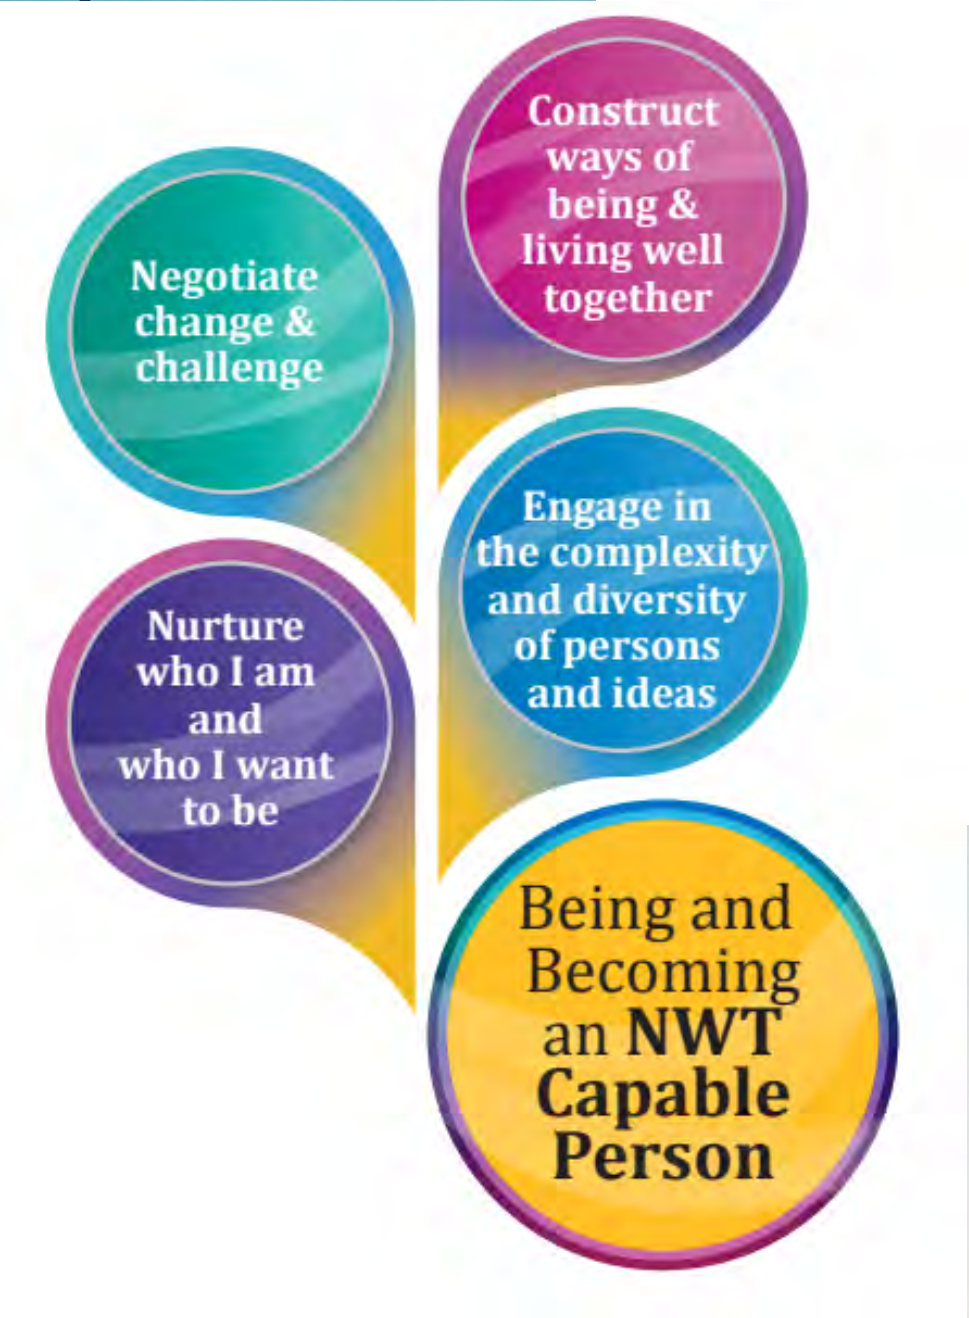 Construct
ways of
being &
living well
together
Negotiate
change &
challenge
Engage in
the complexity
and diversity
of persons
and ideas
Nurture
who I am
and
who I want
to be
Being and
Becoming
an NWT
Capable
Person